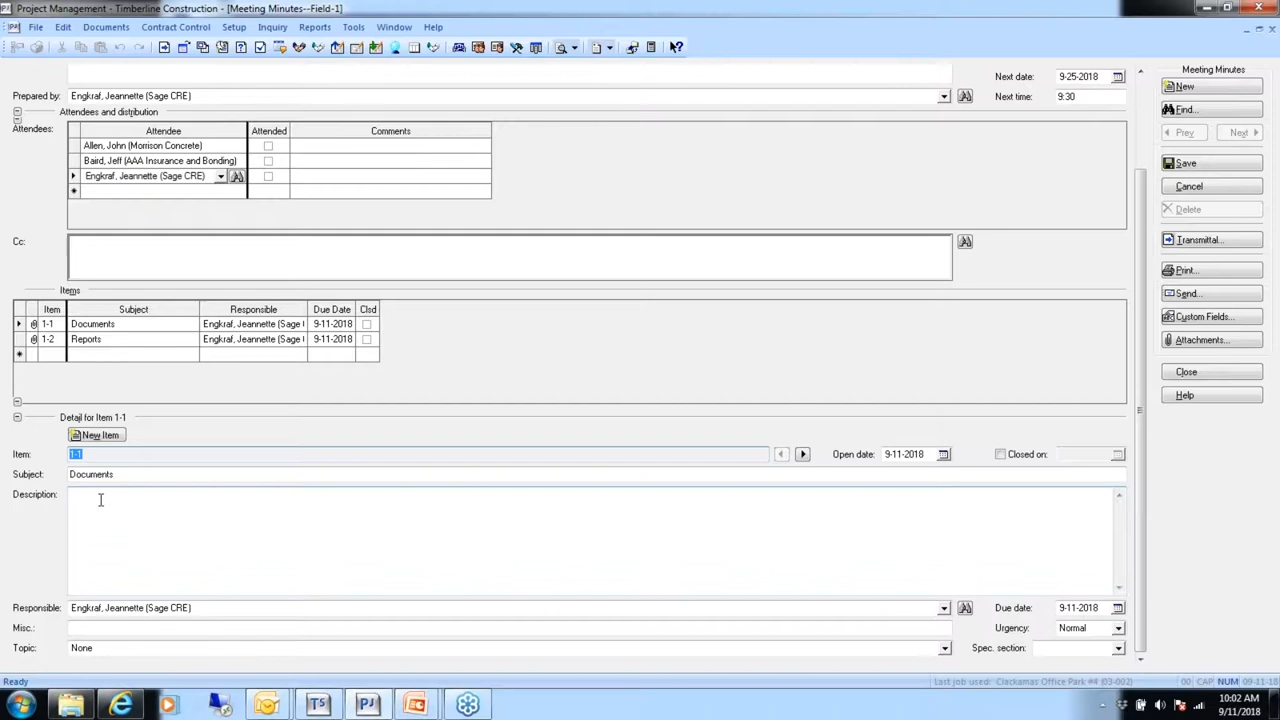 Project Management - Timberline Construction - [Meeting Minutes--Field-1]
File Edit Documents Contract Control Setup Inquiry Reports Tools Window Help
Meeting Minutes
Next date: 9-25-2018
New
Prepared by: Engkraf, Jeannette (Sage CRE) Next time: 9:30
Find...
Attendees and distribution
Attendees: Attendee Attended Comments
Prev Next
Allen, John (Morrison Concrete)
Baird, Jeff (AAA Insurance and Bonding)
Save
Engkraf, Jeannette (Sage CRE)
Cancel
Delete
Cc:
Transmittal...
Print...
Items
Send...
Item Subject Responsible Due Date Clsd
Custom Fields...
1-1 Documents Engkraf, Jeannette (Sage 9-11-2018
1-2 Reports Engkraf, Jeannette (Sage 9-11-2018
Attachments...
Close
Help
Detail for Item 1-1
New Item
Item: 1-1 Open date: 9-11-2018 Closed on:
Subject: Documents
Description:
Responsible: Engkraf, Jeannette (Sage CRE) Due date: 9-11-2018
Misc.: Urgency: Normal
Topic: None Spec. section:
Ready Last job used: Clackamas Office Park #4 (03-002) 00 CAP NUM 09-11-18
10:02 AM
9/11/2018